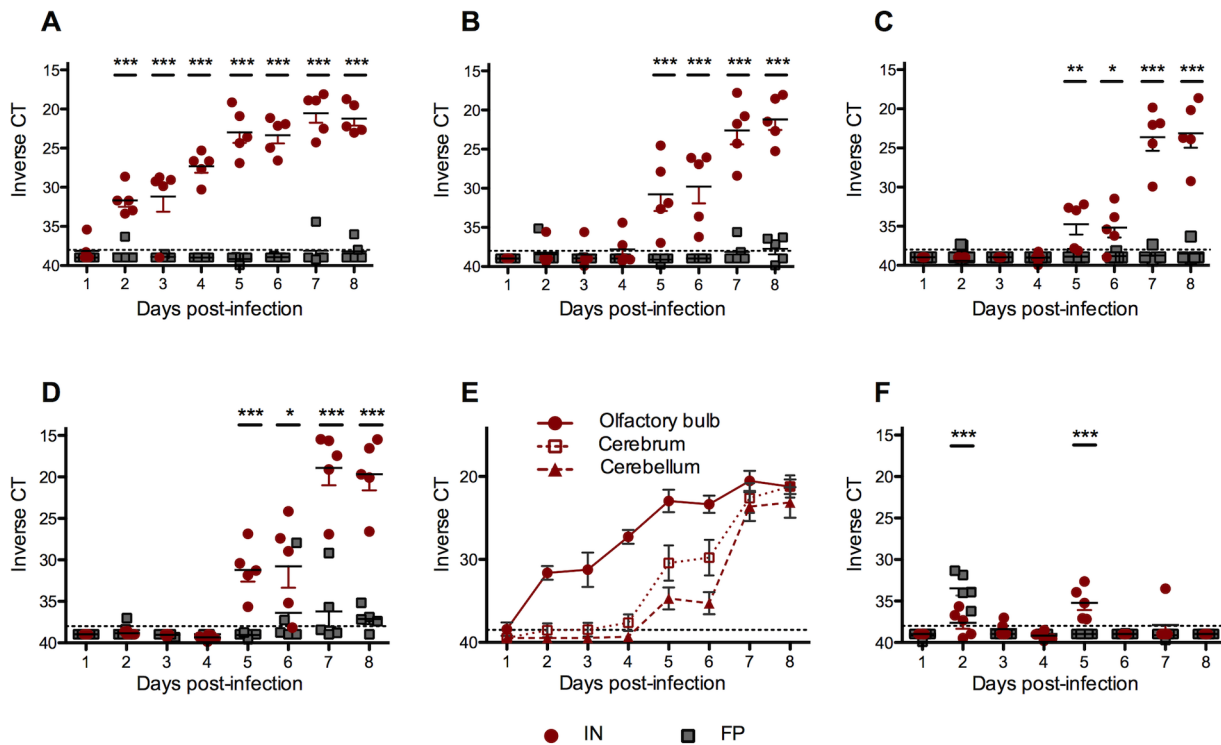 A
*** *** *** *** *** *** ***
Inverse CT
15
20
25
30
35
40
1 2 3 4 5 6 7 8
Days post-infection
B
*** *** *** ***
Inverse CT
15
20
25
30
35
40
1 2 3 4 5 6 7 8
Days post-infection
C
** * *** ***
Inverse CT
15
20
25
30
35
40
1 2 3 4 5 6 7 8
Days post-infection
D
*** * *** ***
Inverse CT
15
20
25
30
35
40
1 2 3 4 5 6 7 8
Days post-infection
E
Olfactory bulb
Cerebrum
Cerebellum
Inverse CT
20
30
40
1 2 3 4 5 6 7 8
Days post-infection
F
*** ***
Inverse CT
15
20
25
30
35
40
1 2 3 4 5 6 7 8
Days post-infection
IN FP